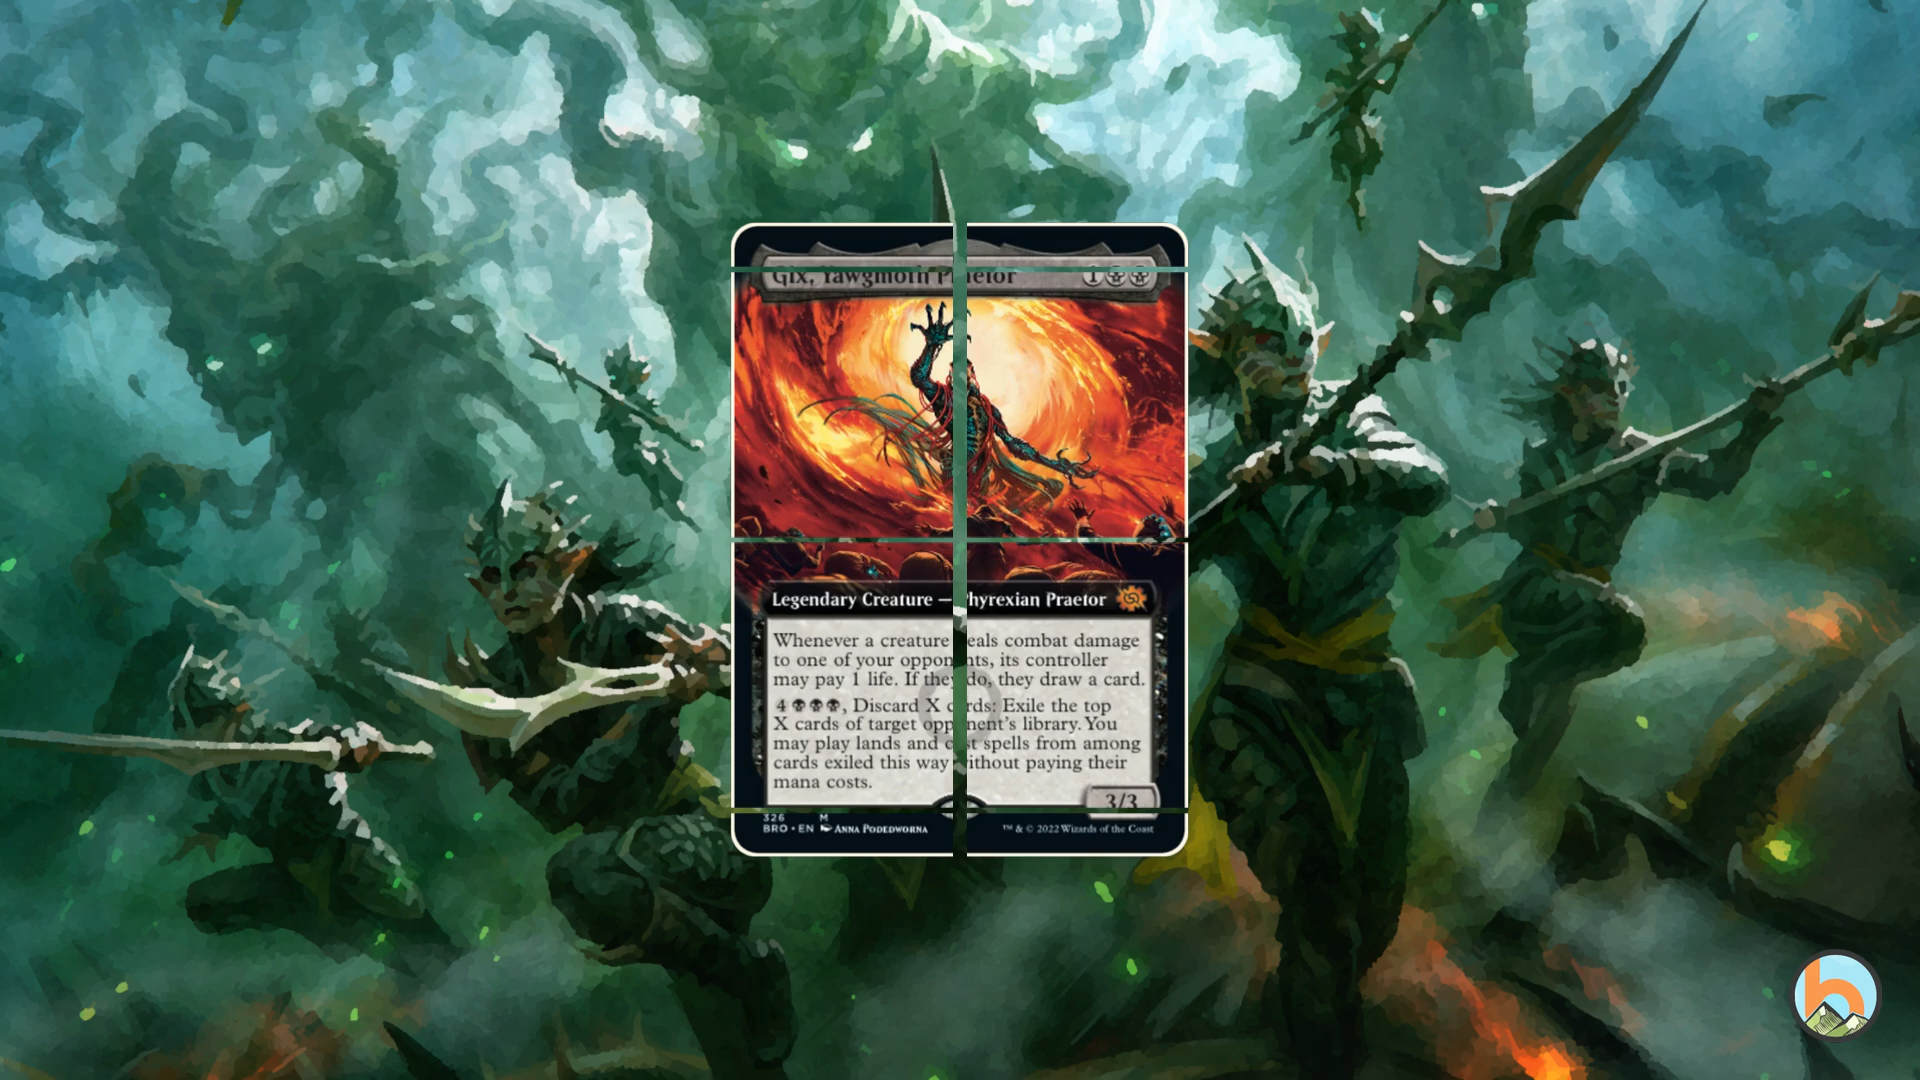 Gix, Yawgmoth Praetor 1
Legendary Creature — Phyrexian Praetor
Whenever a creature deals combat damage
to one of your opponents, its controller
may pay 1 life. If they do, they draw a card.
4, Discard X cards: Exile the top
X cards of target opponent's library. You
may play lands and cast spells from among
cards exiled this way without paying their
mana costs.
3/3
326 M
BRO • EN ANNA PODEDWORNA ™ & © 2022 Wizards of the Coast